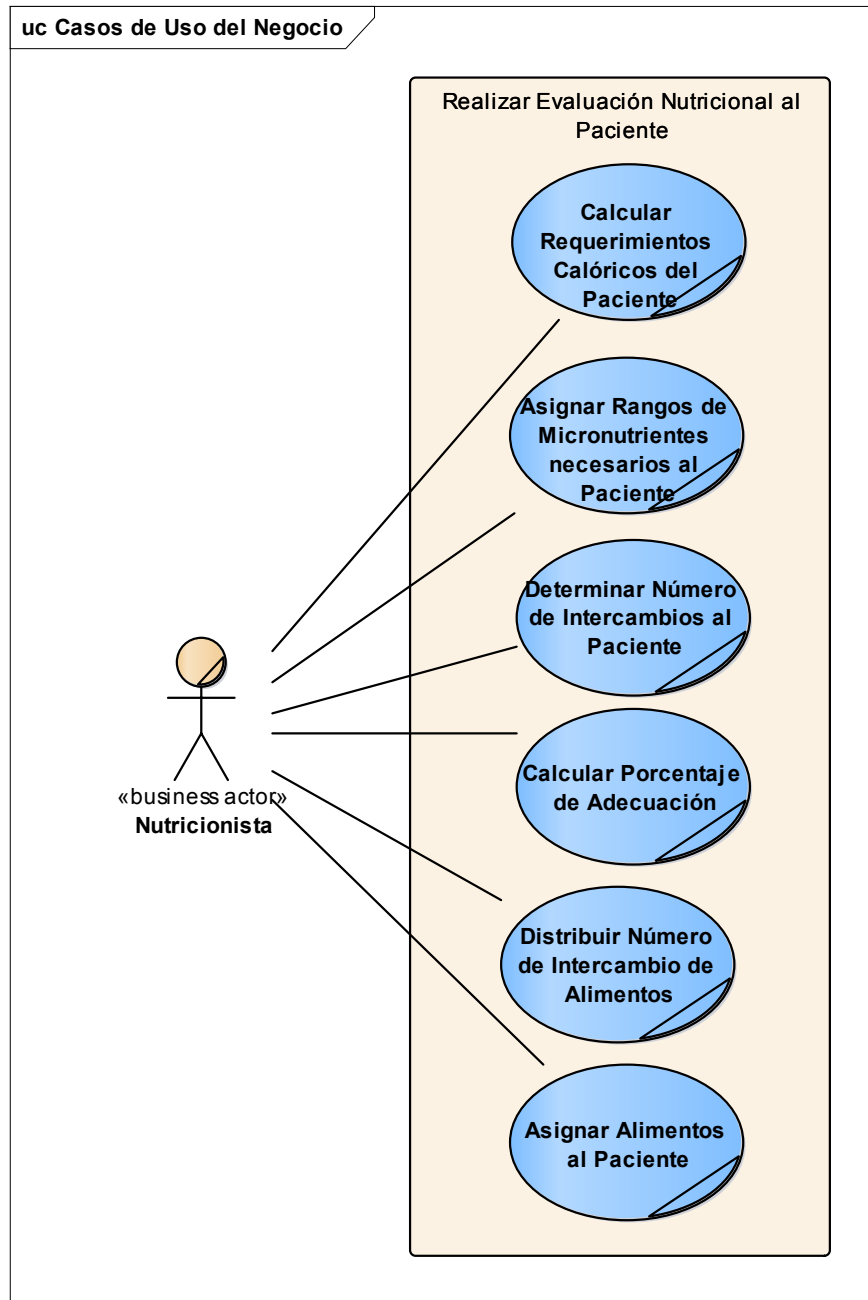 uc Casos de Uso del Negocio
Realizar Evaluación Nutricional al
Paciente
Calcular
Requerimientos
Calóricos del
Paciente
Asignar Rangos de
Micronutrientes
necesarios al
Paciente
Determinar Número
de Intercambios al
Paciente
«business actor»
Nutricionista
Calcular Porcentaje
de Adecuación
Distribuir Número
de Intercambio de
Alimentos
Asignar Alimentos
al Paciente